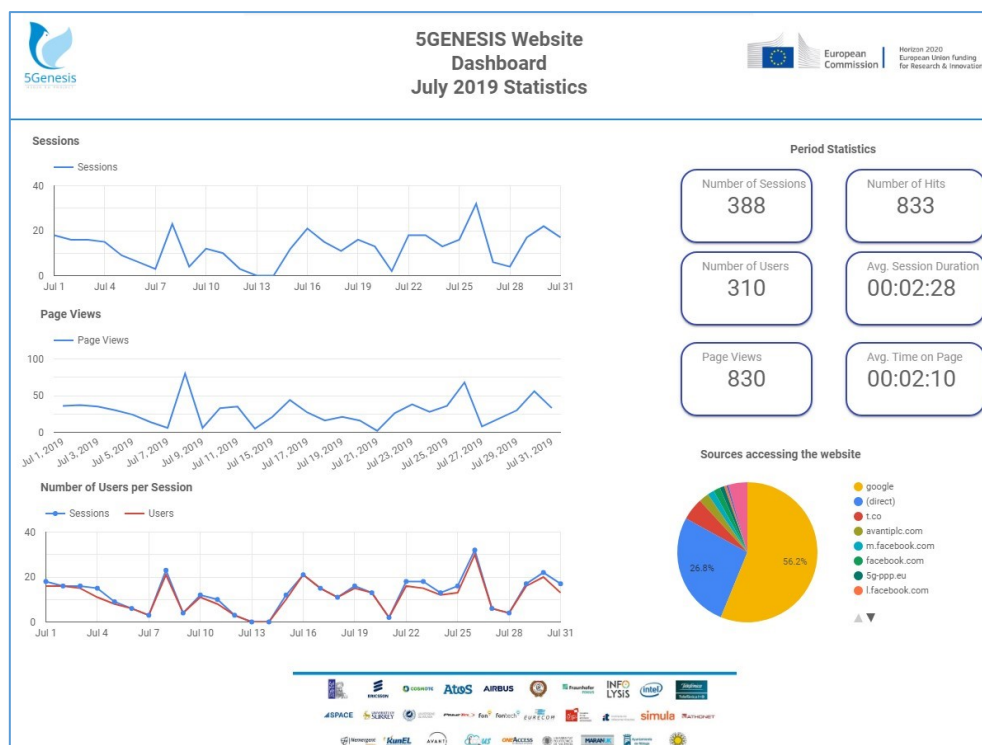 5GENESIS Website
Dashboard
July 2019 Statistics
5Genesis
European
Commission
Horizon 2020
European Union funding
for Research & Innovation
Sessions
Sessions
40
20
0
Jul 1
Jul 4
Jul 7
Jul 10
Jul 13
Jul 16
Jul 19
Jul 22
Jul 25
Jul 28
Jul 31
Page Views
Page Views
100
50
0
Jul 1, 2019
Jul 3, 2019
Jul 5, 2019
Jul 7, 2019
Jul 9, 2019
Jul 11, 2019
Jul 15, 2019
Jul 17, 2019
Jul 19, 2019
Jul 21, 2019
Jul 23, 2019
Jul 25, 2019
Jul 27, 2019
Jul 29, 2019
Jul 31, 2019
Number of Users per Session
Sessions
Users
40
20
0
Jul 1
Jul 4
Jul 7
Jul 10
Jul 13
Jul 16
Jul 19
Jul 22
Jul 25
Jul 28
Jul 31
Period Statistics
Number of Sessions
388
Number of Hits
833
Number of Users
310
Avg. Session Duration
00:02:28
Page Views
830
Avg. Time on Page
00:02:10
Sources accessing the website
56.2%
26.8%
google
(direct)
t.co
avantiplc.com
m.facebook.com
facebook.com
5g-ppp.eu
l.facebook.com
ERICSSON
COSMOTE
Atos
AIRBUS
Fraunhofer
INFO
LYSIS
intel
SPACE
SURREY
fon
fentech
EURECOM
simula
MARAN
RunEL
AVANTI